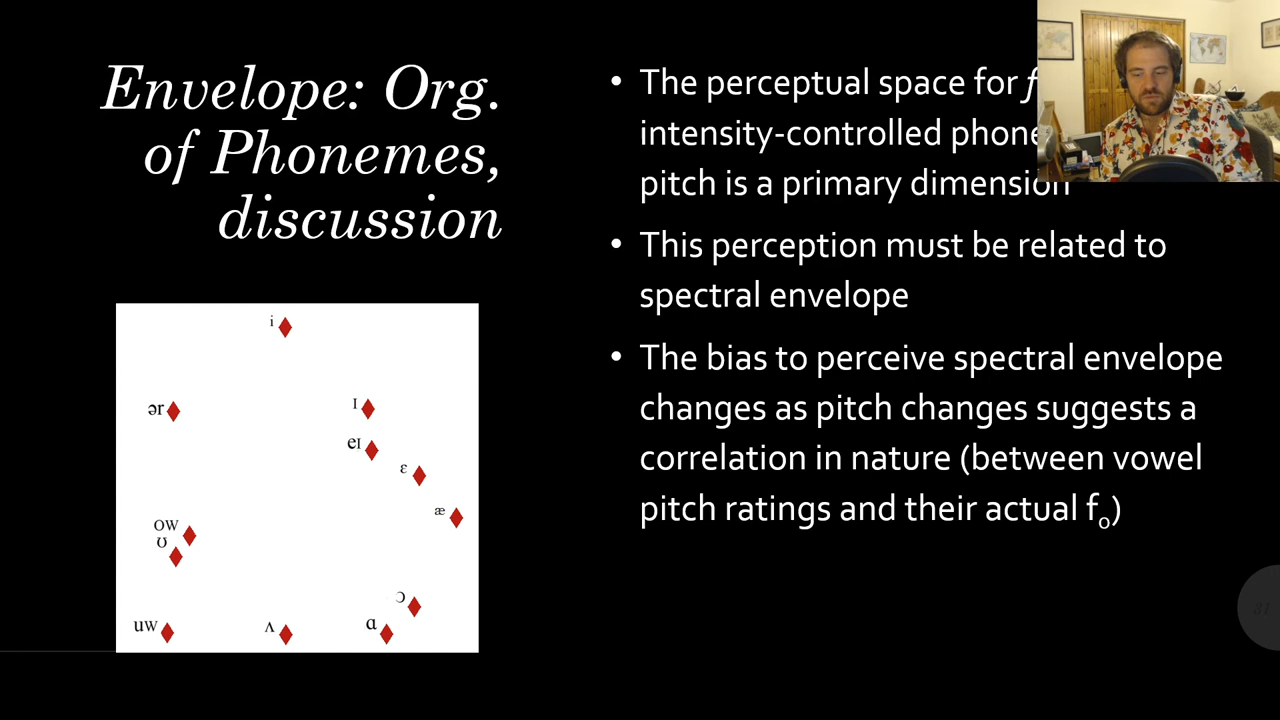 Envelope: Org.
of Phonemes,
discussion
The perceptual space for
intensity-controlled
pitch is a primary dimension
• This perception must be related to
spectral envelope
• The bias to perceive spectral envelope
changes as pitch changes suggests a
correlation in nature (between vowel
pitch ratings and their actual fo)
i
ər
ɪ
eɪ
ɛ
æ
ow
ʊ
ɔ
uw
ʌ
ɑ